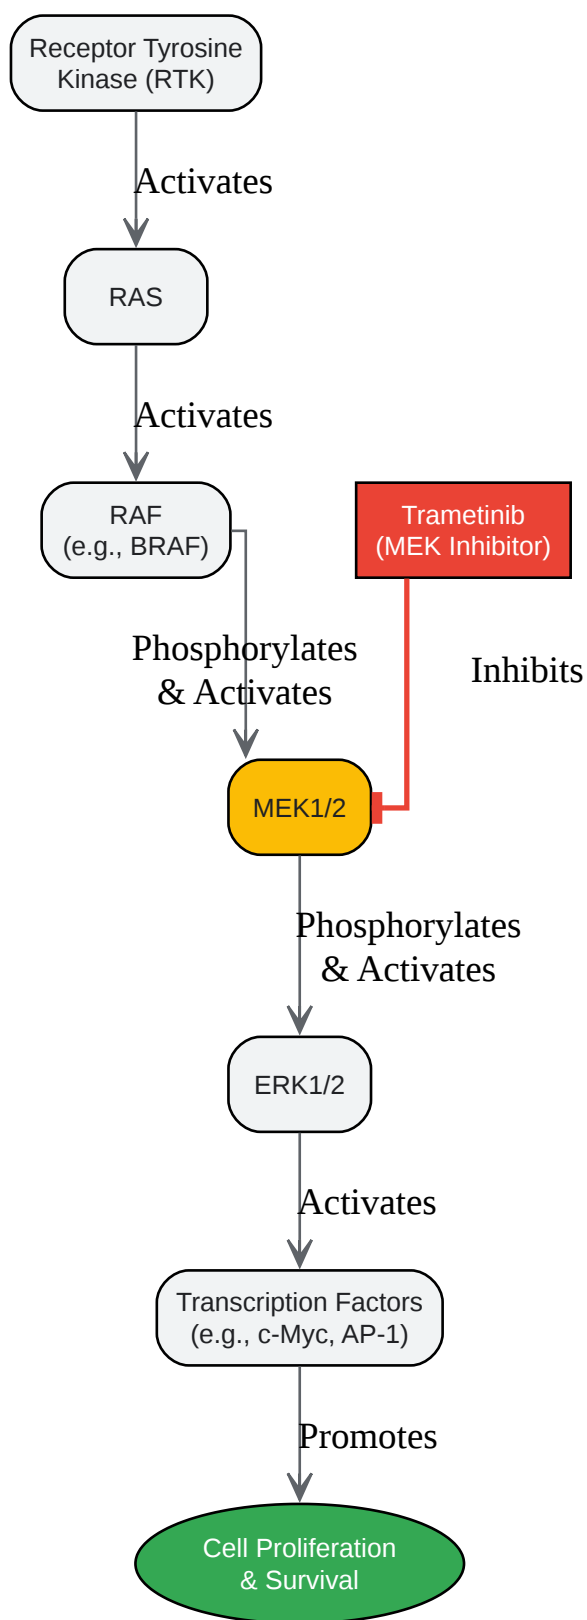 Receptor Tyrosine
Kinase (RTK)
Activates
RAS
Activates
RAF
(e.g., BRAF)
Trametinib
(MEK Inhibitor)
Phosphorylates
& Activates
Inhibits
MEK1/2
Phosphorylates
& Activates
ERK1/2
Activates
Transcription Factors
(e.g., c-Myc, AP-1)
Promotes
Cell Proliferation
& Survival